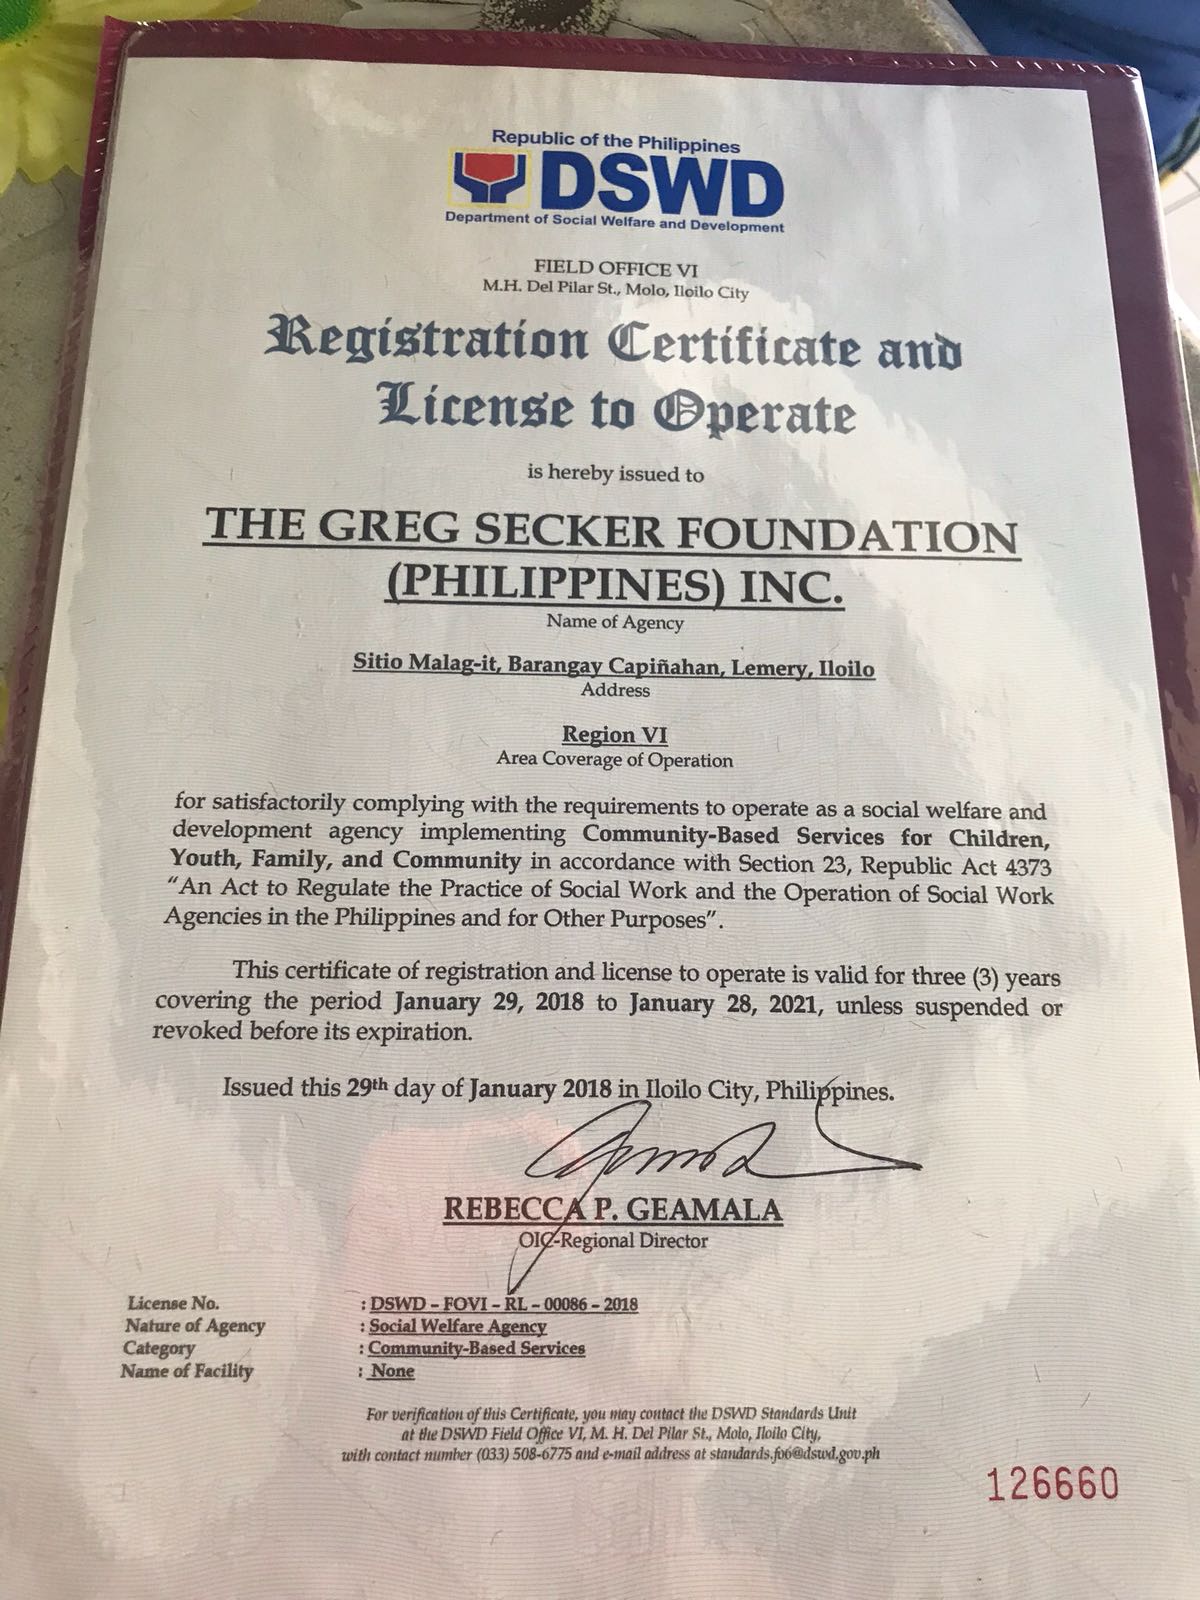 Republic of the Philippines
DSWD
Department of Social Welfare and Development
FIELD OFFICE VI
M.H. Del Pilar St., Molo, Iloilo City
Registration Certificate and
License to Operate
is hereby issued to
THE GREG SECKER FOUNDATION
(PHILIPPINES) INC.
Name of Agency
Sitio Malag-it, Barangay Capiñahan, Lemery, Iloilo
Address
Region VI
Area Coverage of Operation
for satisfactorily complying with the requirements to operate as a social welfare and
development agency implementing Community-Based Services for Children,
Youth, Family, and Community in accordance with Section 23, Republic Act 4373
“An Act to Regulate the Practice of Social Work and the Operation of Social Work
Agencies in the Philippines and for Other Purposes”.
This certificate of registration and license to operate is valid for three (3) years
covering the period January 29, 2018 to January 28, 2021, unless suspended or
revoked before its expiration.
Issued this 29th day of January 2018 in Iloilo City, Philippines.
REBECCA P. GEAMALA
OIC-Regional Director
License No. : DSWD – FOVI – RL – 00086 – 2018
Nature of Agency : Social Welfare Agency
Category : Community-Based Services
Name of Facility : None
For verification of this Certificate, you may contact the DSWD Standards Unit
at the DSWD Field Office VI, M. H. Del Pilar St., Molo, Iloilo City,
with contact number (033) 508-6775 and e-mail address at standards.fo6@dswd.gov.ph
126660